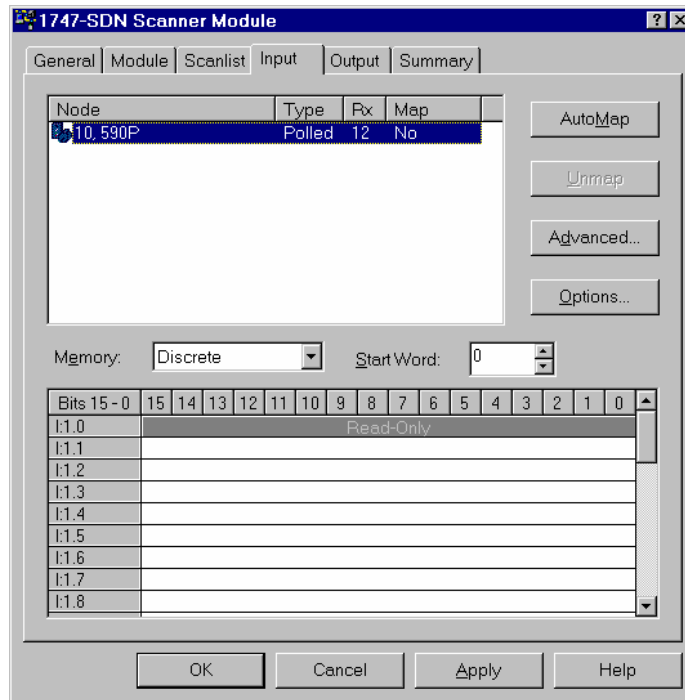 1747-SDN Scanner Module
General Module Scanlist Input Output Summary
Node Type Rx Map
10, 590P Polled 12 No
AutoMap
Unmap
Advanced...
Options...
Memory: Discrete Start Word: 0
Bits 15 - 0 15 14 13 12 11 10 9 8 7 6 5 4 3 2 1 0
I:1.0 Read-Only
I:1.1
I:1.2
I:1.3
I:1.4
I:1.5
I:1.6
I:1.7
I:1.8
OK Cancel Apply Help